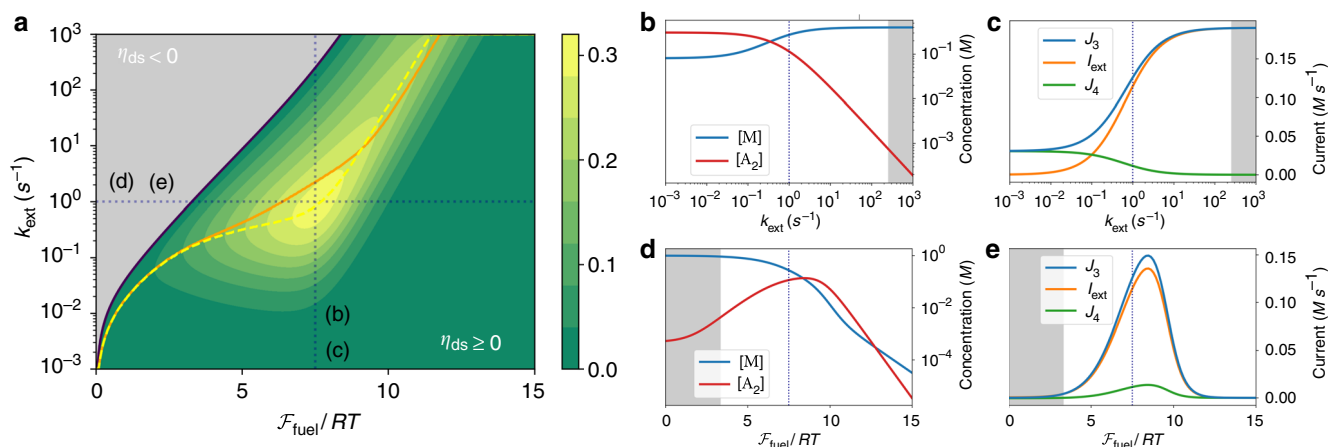 a
10³
10²
10¹
10⁰
10⁻¹
10⁻²
10⁻³
k_ext (s⁻¹)
η_ds < 0
(d) (e)
(b)
(c)
η_ds ≥ 0
0 5 10 15
ℱ_fuel / RT
0.3
0.2
0.1
0.0
b
[M]
[A₂]
10⁻¹
10⁻²
10⁻³
Concentration (M)
10⁻³ 10⁻² 10⁻¹ 10⁰ 10¹ 10² 10³
k_ext (s⁻¹)
c
J₃
I_ext
J₄
0.15
0.10
0.05
0.00
Current (M s⁻¹)
10⁻³ 10⁻² 10⁻¹ 10⁰ 10¹ 10² 10³
k_ext (s⁻¹)
d
[M]
[A₂]
10⁰
10⁻²
10⁻⁴
Concentration (M)
0 5 10 15
ℱ_fuel / RT
e
J₃
I_ext
J₄
0.15
0.10
0.05
0.00
Current (M s⁻¹)
0 5 10 15
ℱ_fuel / RT